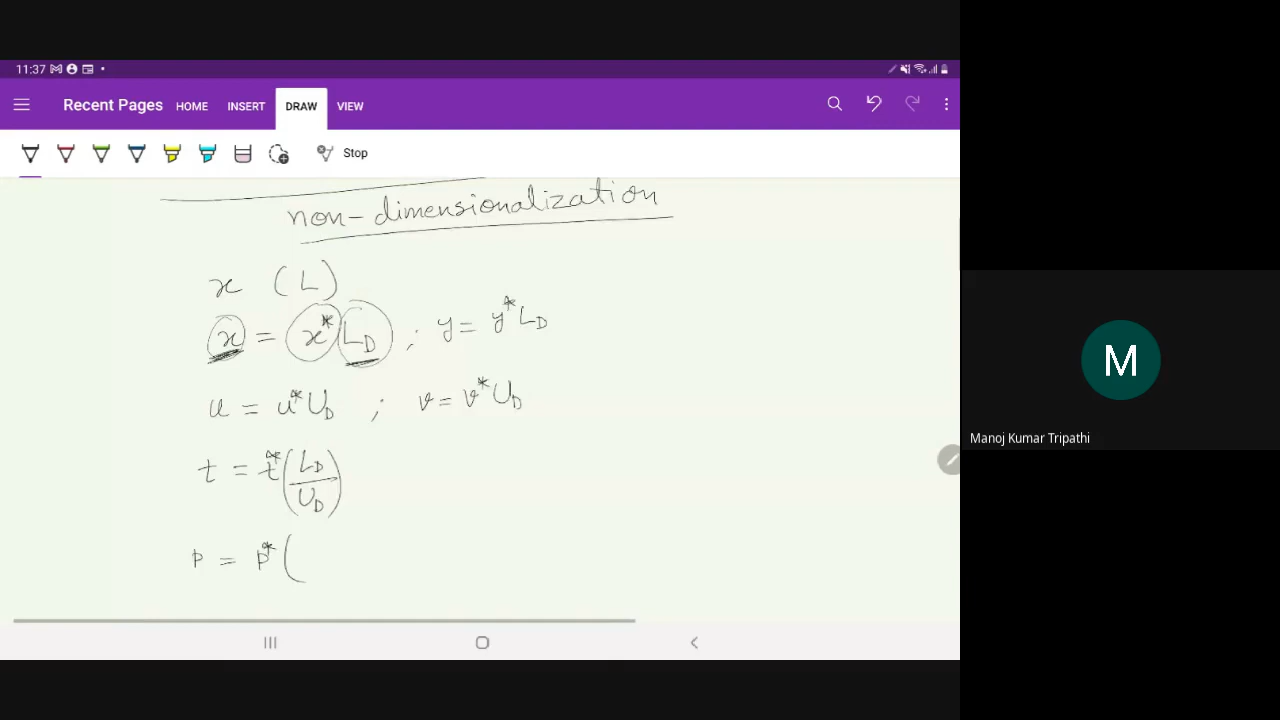 11:37
Recent Pages HOME INSERT DRAW VIEW
Stop
non-dimensionalization
x (L)
x = x* L_D ; y = y* L_D
u = u* U_D ; v = v* U_D
t = t* (L_D / U_D)
p = p* (
M
Manoj Kumar Tripathi